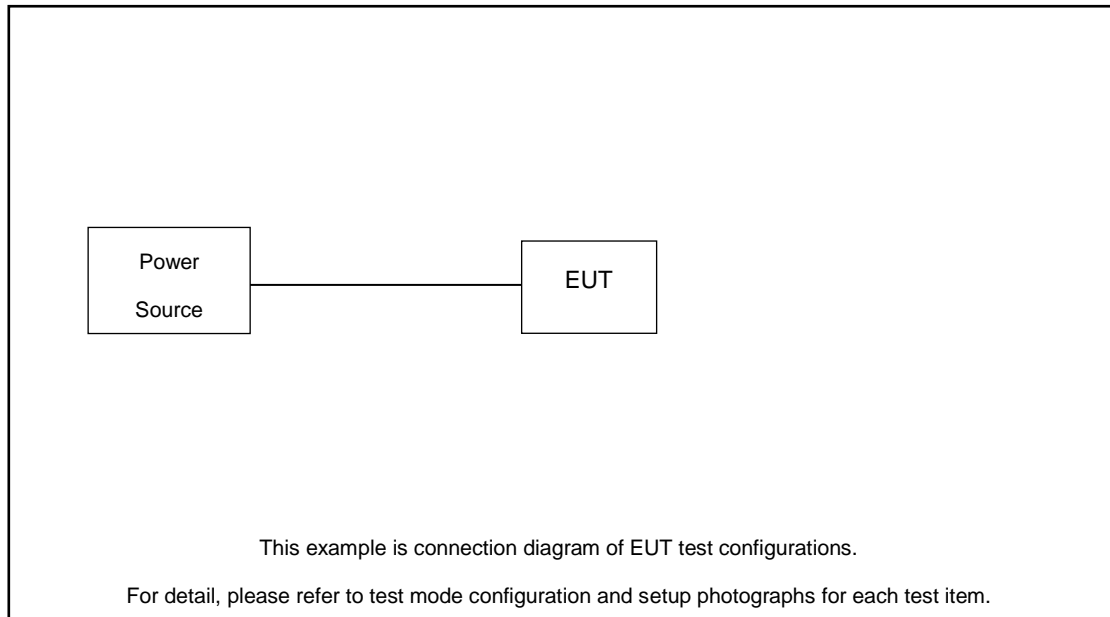 Power
Source
EUT
This example is connection diagram of EUT test configurations.
For detail, please refer to test mode configuration and setup photographs for each test item.